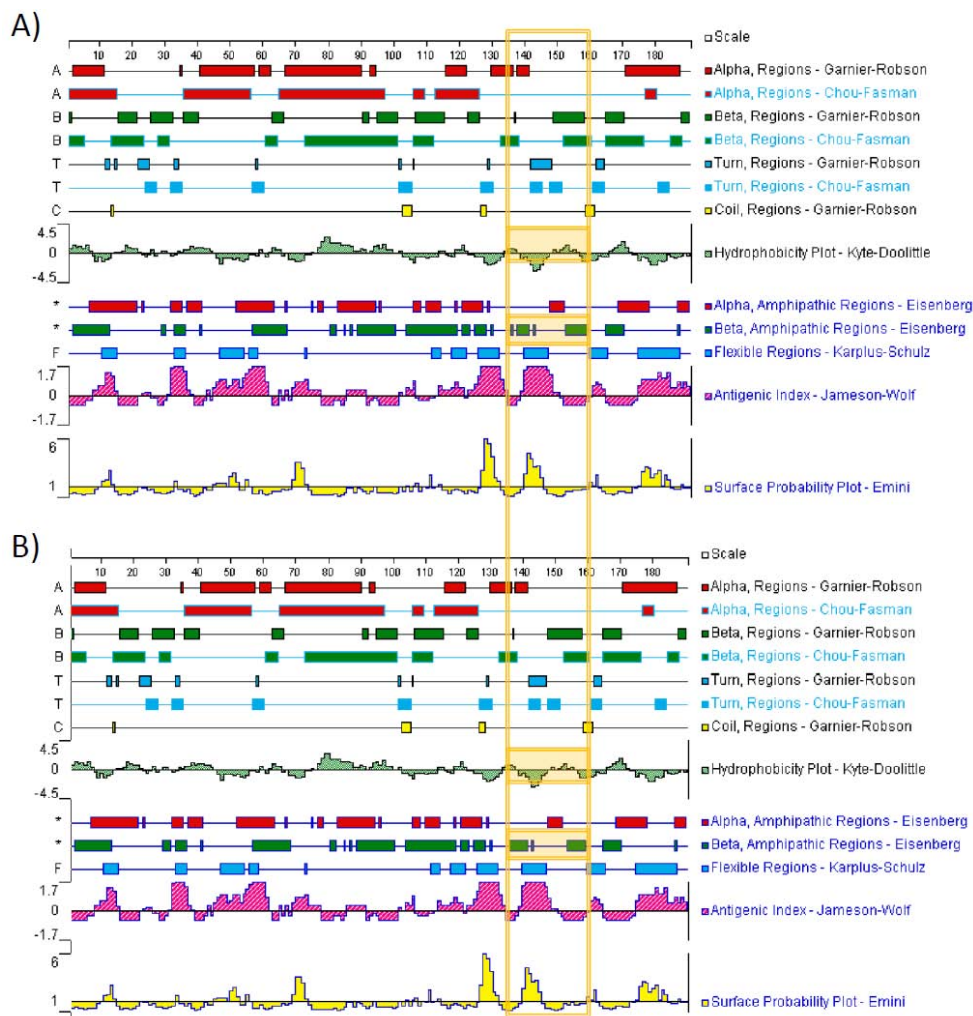 A)
Scale
10 20 30 40 50 60 70 80 90 100 110 120 130 140 150 160 170 180
A Alpha, Regions - Garnier-Robson
A Alpha, Regions - Chou-Fasman
B Beta, Regions - Garnier-Robson
B Beta, Regions - Chou-Fasman
T Turn, Regions - Garnier-Robson
T Turn, Regions - Chou-Fasman
C Coil, Regions - Garnier-Robson
4.5
0 Hydrophobicity Plot - Kyte-Doolittle
-4.5
* Alpha, Amphipathic Regions - Eisenberg
* Beta, Amphipathic Regions - Eisenberg
F Flexible Regions - Karplus-Schulz
1.7
0 Antigenic Index - Jameson-Wolf
-1.7
6
1 Surface Probability Plot - Emini
B)
Scale
10 20 30 40 50 60 70 80 90 100 110 120 130 140 150 160 170 180
A Alpha, Regions - Garnier-Robson
A Alpha, Regions - Chou-Fasman
B Beta, Regions - Garnier-Robson
B Beta, Regions - Chou-Fasman
T Turn, Regions - Garnier-Robson
T Turn, Regions - Chou-Fasman
C Coil, Regions - Garnier-Robson
4.5
0 Hydrophobicity Plot - Kyte-Doolittle
-4.5
* Alpha, Amphipathic Regions - Eisenberg
* Beta, Amphipathic Regions - Eisenberg
F Flexible Regions - Karplus-Schulz
1.7
0 Antigenic Index - Jameson-Wolf
-1.7
6
1 Surface Probability Plot - Emini